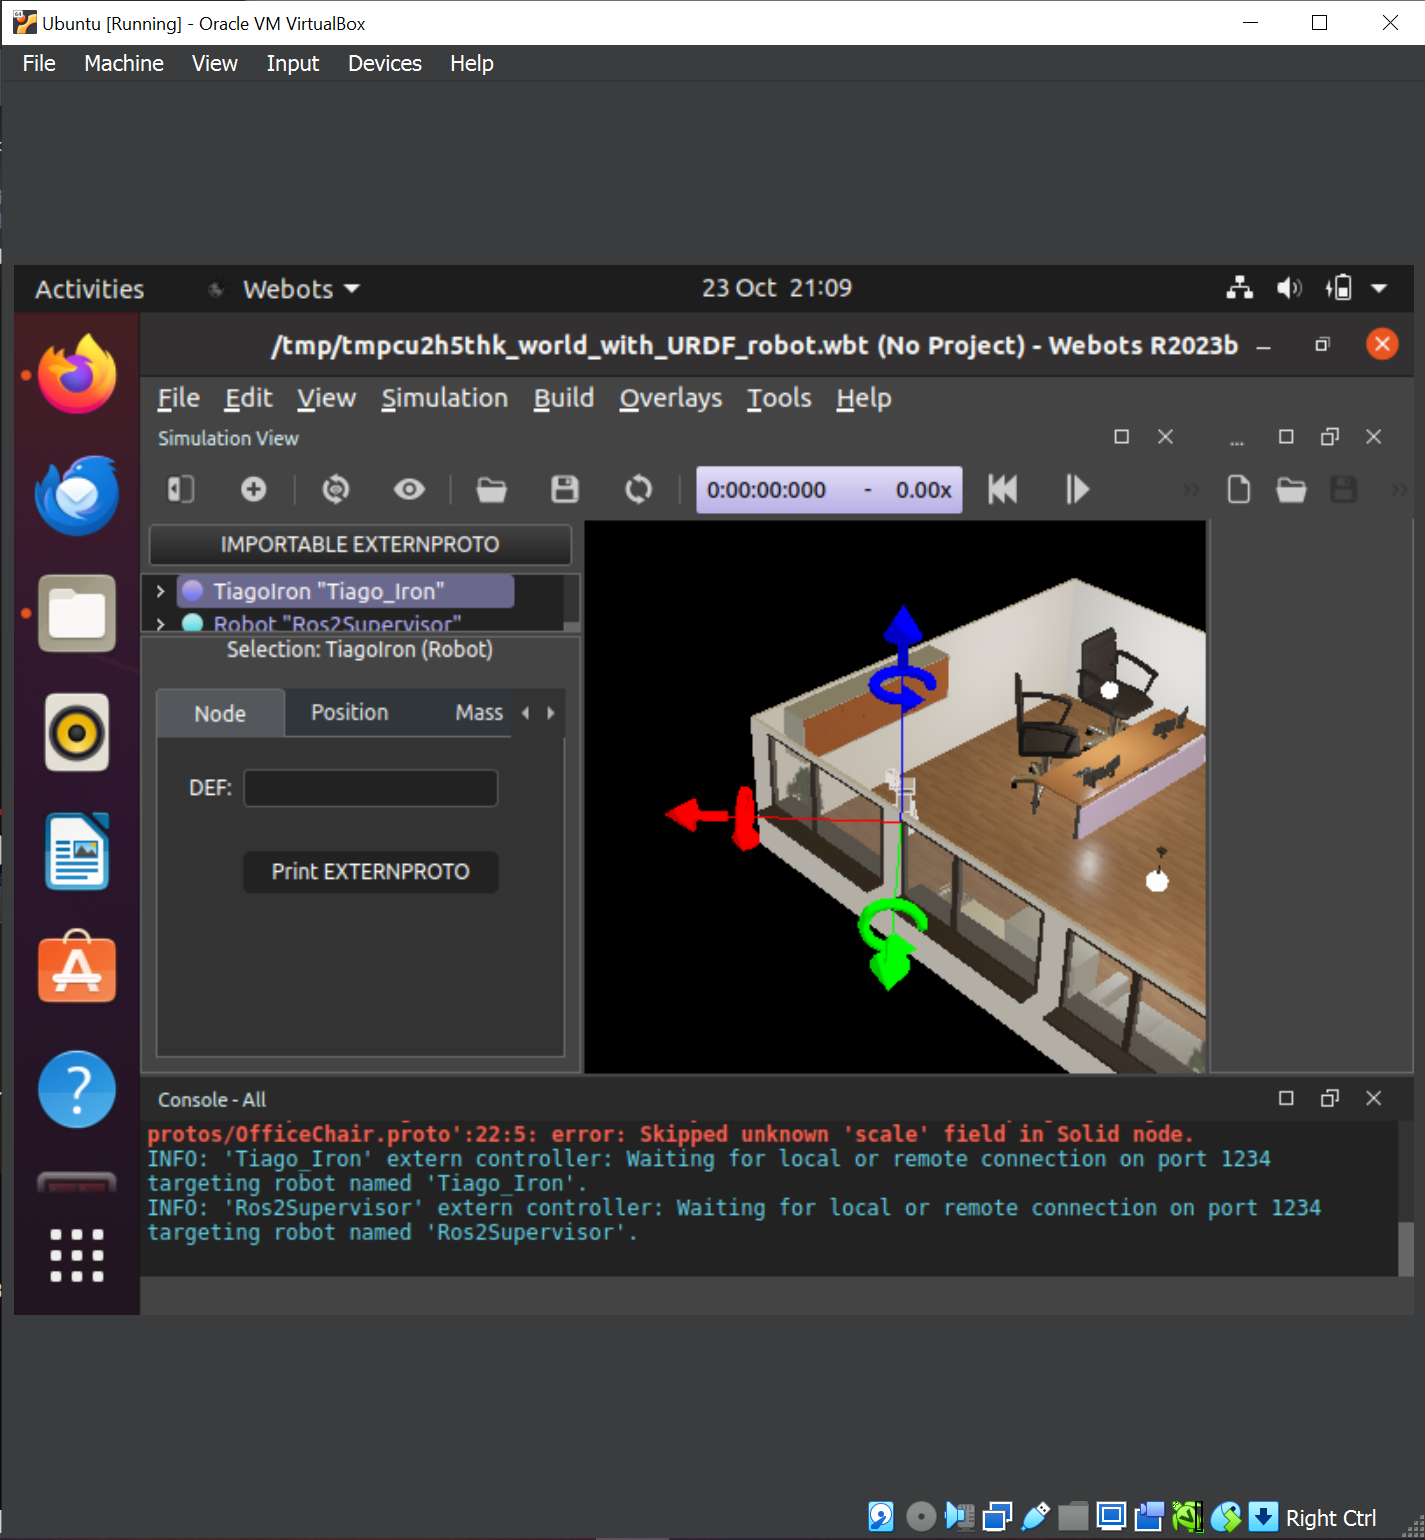 Ubuntu [Running] - Oracle VM VirtualBox
File Machine View Input Devices Help
Activities Webots 23 Oct 21:09
/tmp/tmpcu2h5thk_world_with_URDF_robot.wbt (No Project) - Webots R2023b
File Edit View Simulation Build Overlays Tools Help
Simulation View ...
0:00:00:000 - 0.00x
IMPORTABLE EXTERNPROTO
TiagoIron "Tiago_Iron"
Robot "Ros2Supervisor"
Selection: TiagoIron (Robot)
Node Position Mass
DEF:
Print EXTERNPROTO
Console - All
protos/OfficeChair.proto':22:5: error: Skipped unknown 'scale' field in Solid node.
INFO: 'Tiago_Iron' extern controller: Waiting for local or remote connection on port 1234
targeting robot named 'Tiago_Iron'.
INFO: 'Ros2Supervisor' extern controller: Waiting for local or remote connection on port 1234
targeting robot named 'Ros2Supervisor'.
Right Ctrl